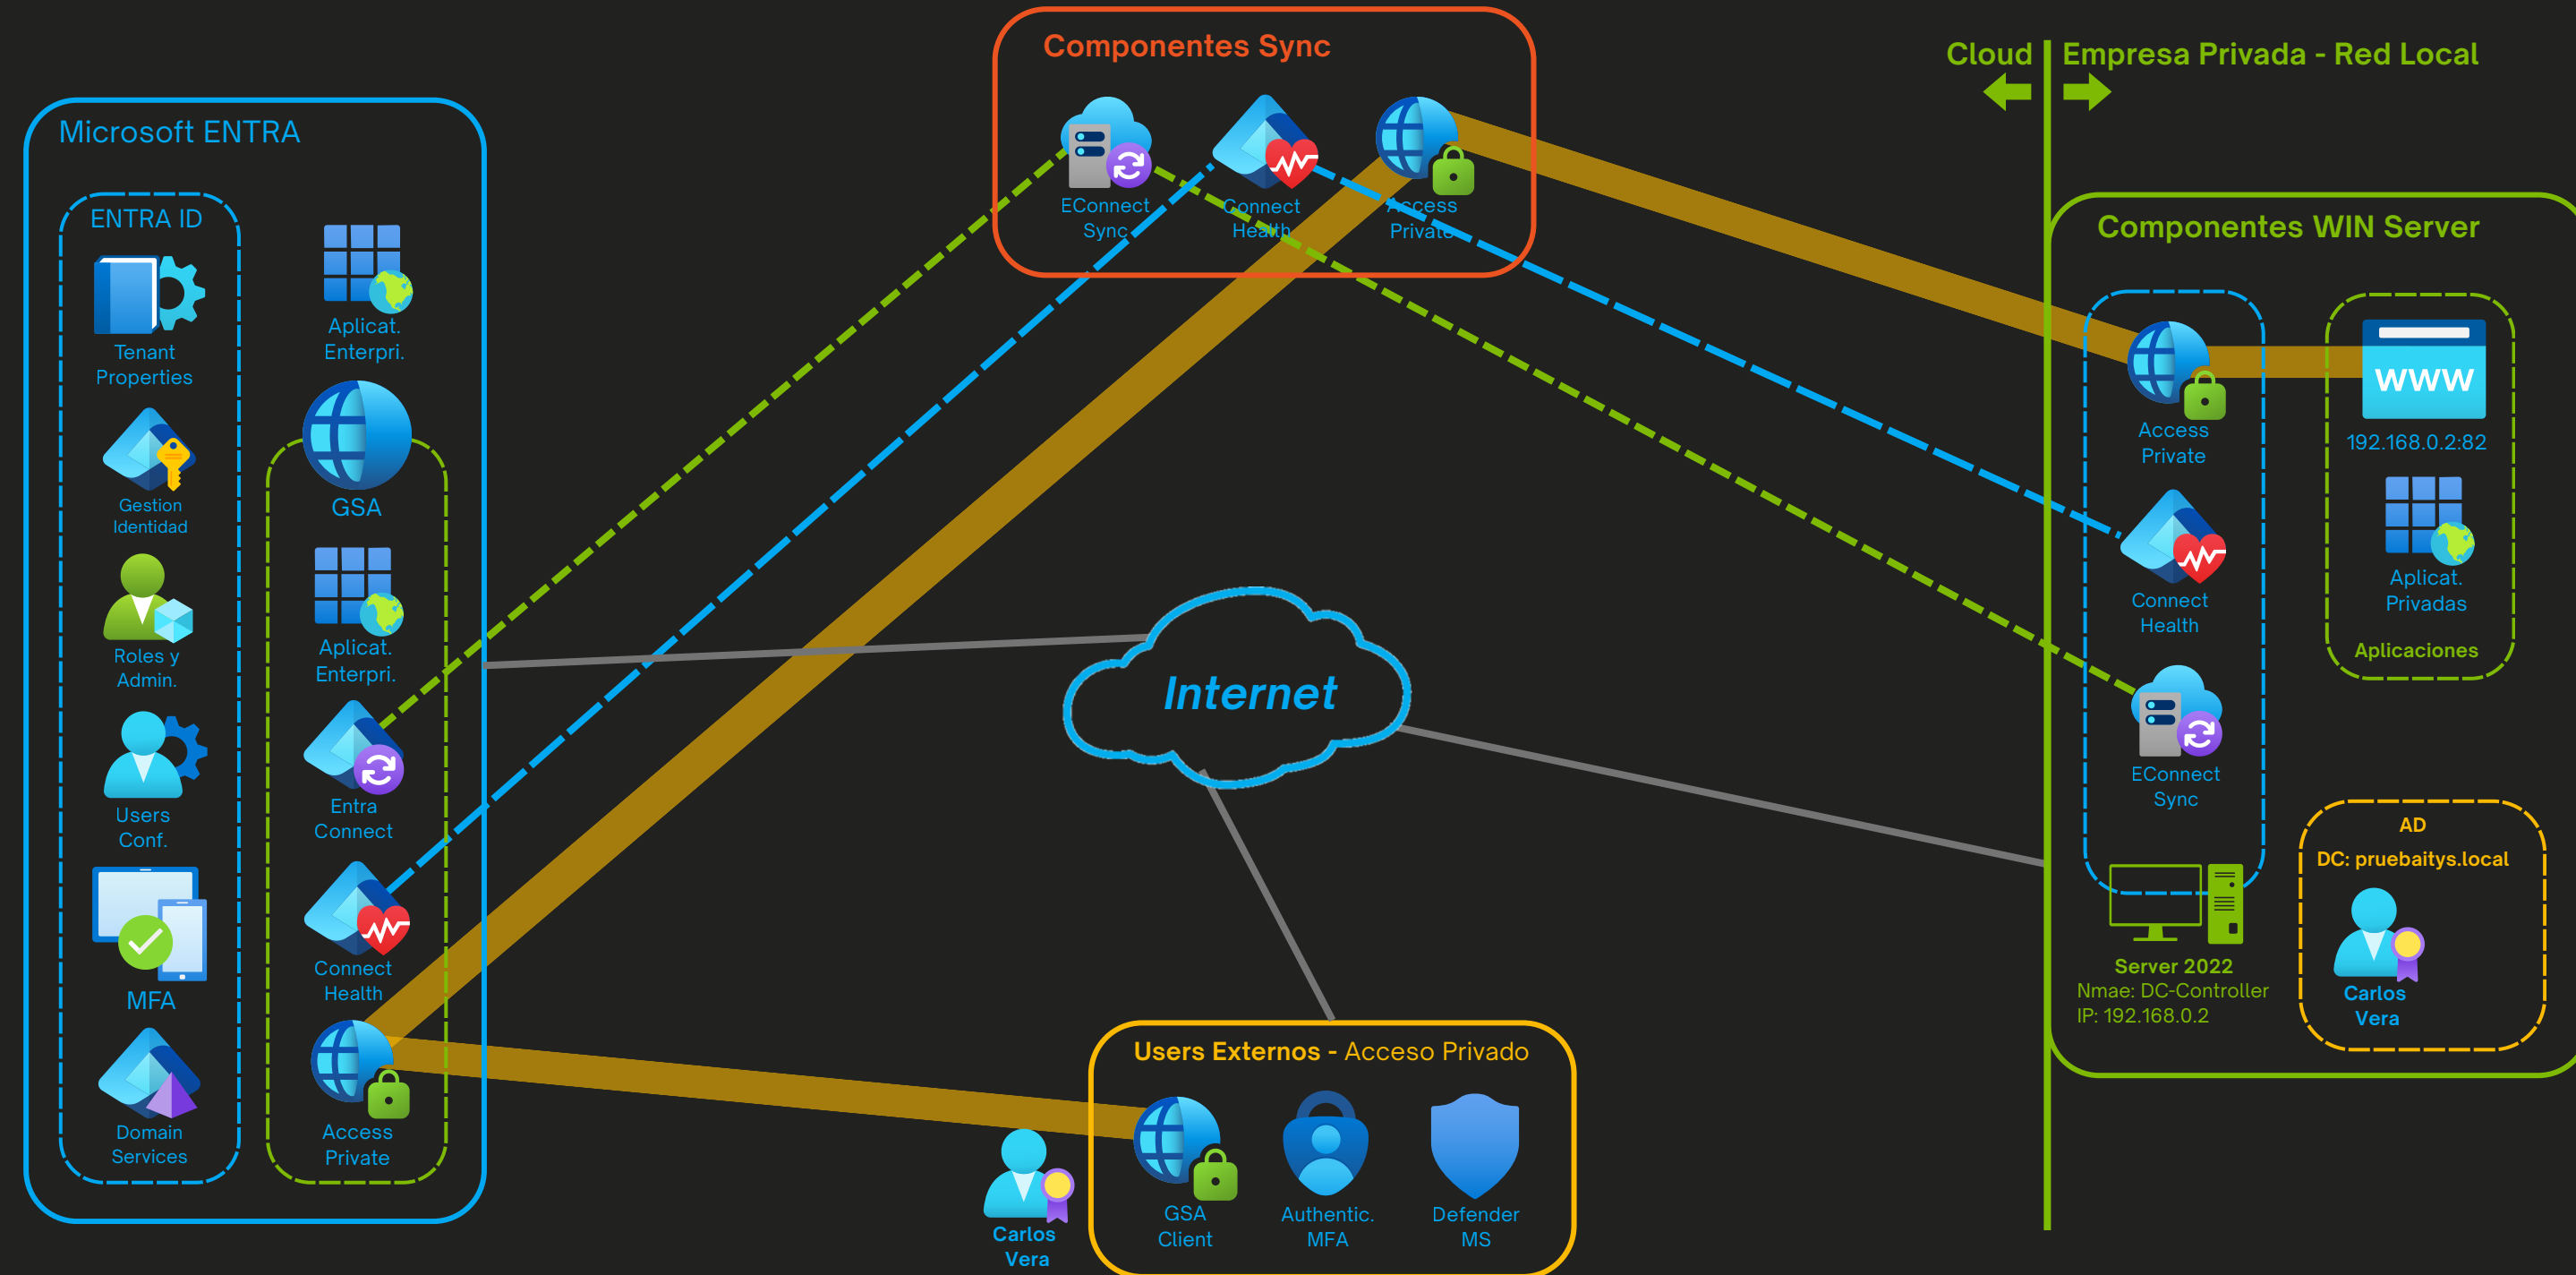 Componentes Sync
EConnect
Sync
Connect
Health
Access
Private
Cloud
Empresa Privada - Red Local
Microsoft ENTRA
ENTRA ID
Tenant
Properties
Gestion
Identidad
Roles y
Admin.
Users
Conf.
MFA
Domain
Services
Aplicat.
Enterpri.
GSA
Aplicat.
Enterpri.
Entra
Connect
Connect
Health
Access
Private
Internet
Users Externos - Acceso Privado
Carlos
Vera
GSA
Client
Authentic.
MFA
Defender
MS
Componentes WIN Server
Access
Private
Connect
Health
EConnect
Sync
Server 2022
Nmae: DC-Controller
IP: 192.168.0.2
www
192.168.0.2:82
Aplicat.
Privadas
Aplicaciones
AD
DC: pruebaitys.local
Carlos
Vera